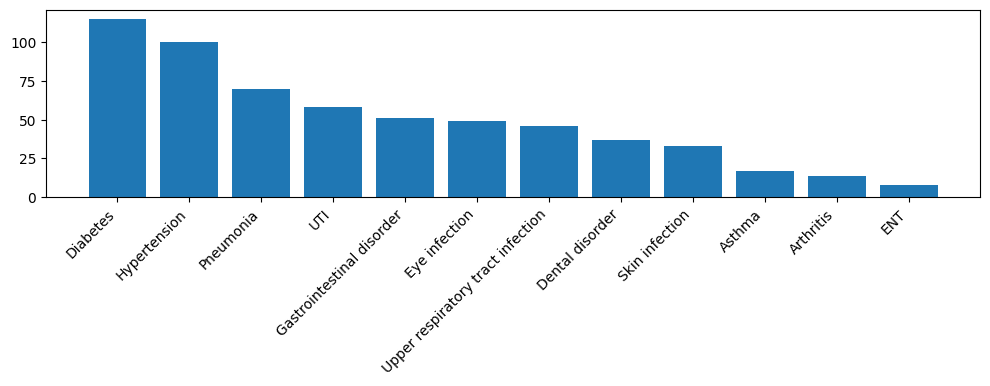 100
75
50
25
0
Diabetes
Hypertension
Pneumonia
UTI
Gastrointestinal disorder
Eye infection
Upper respiratory tract infection
Dental disorder
Skin infection
Asthma
Arthritis
ENT